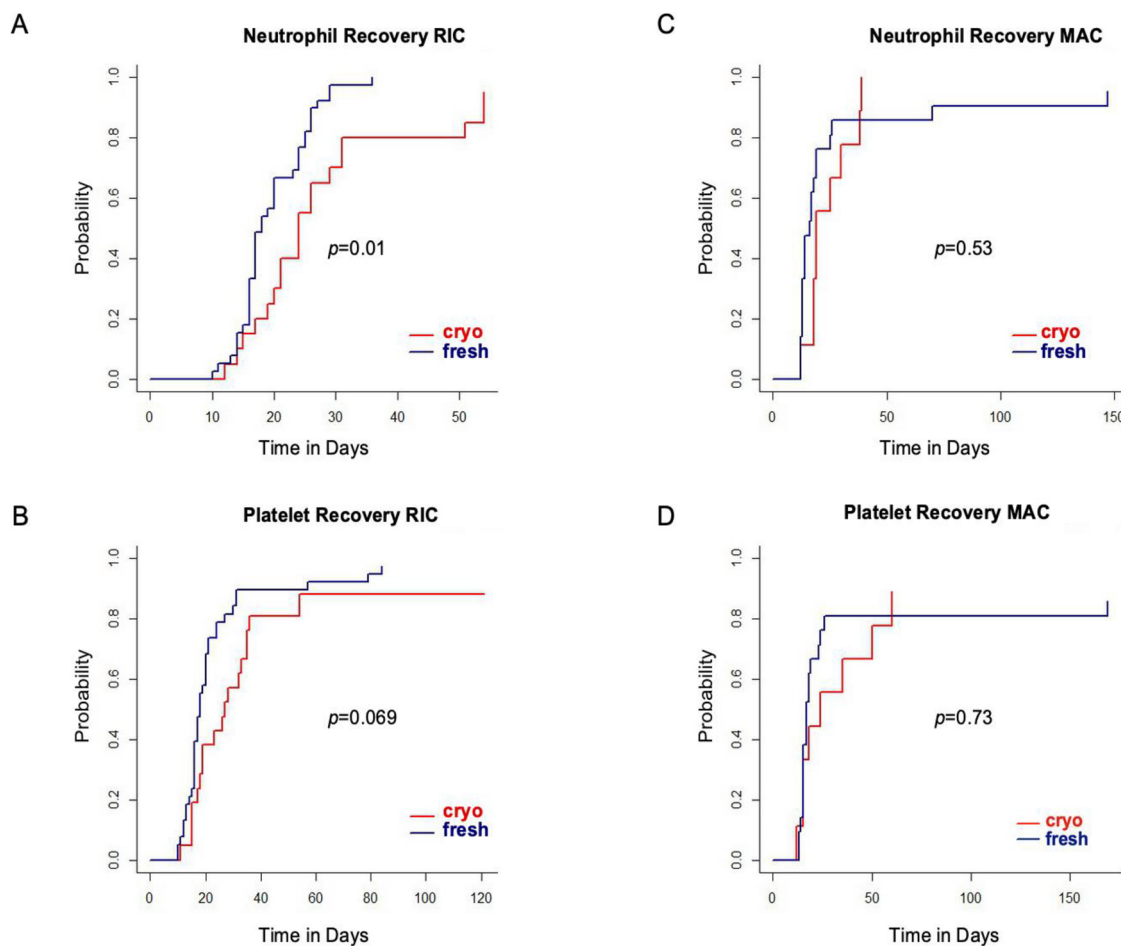 A
Neutrophil Recovery RIC
Probability
1.0
0.8
0.6
0.4
0.2
0.0
p=0.01
cryo
fresh
0 10 20 30 40 50
Time in Days
C
Neutrophil Recovery MAC
Probability
1.0
0.8
0.6
0.4
0.2
0.0
p=0.53
cryo
fresh
0 50 100 150
Time in Days
B
Platelet Recovery RIC
Probability
1.0
0.8
0.6
0.4
0.2
0.0
p=0.069
cryo
fresh
0 20 40 60 80 100 120
Time in Days
D
Platelet Recovery MAC
Probability
1.0
0.8
0.6
0.4
0.2
0.0
p=0.73
cryo
fresh
0 50 100 150
Time in Days